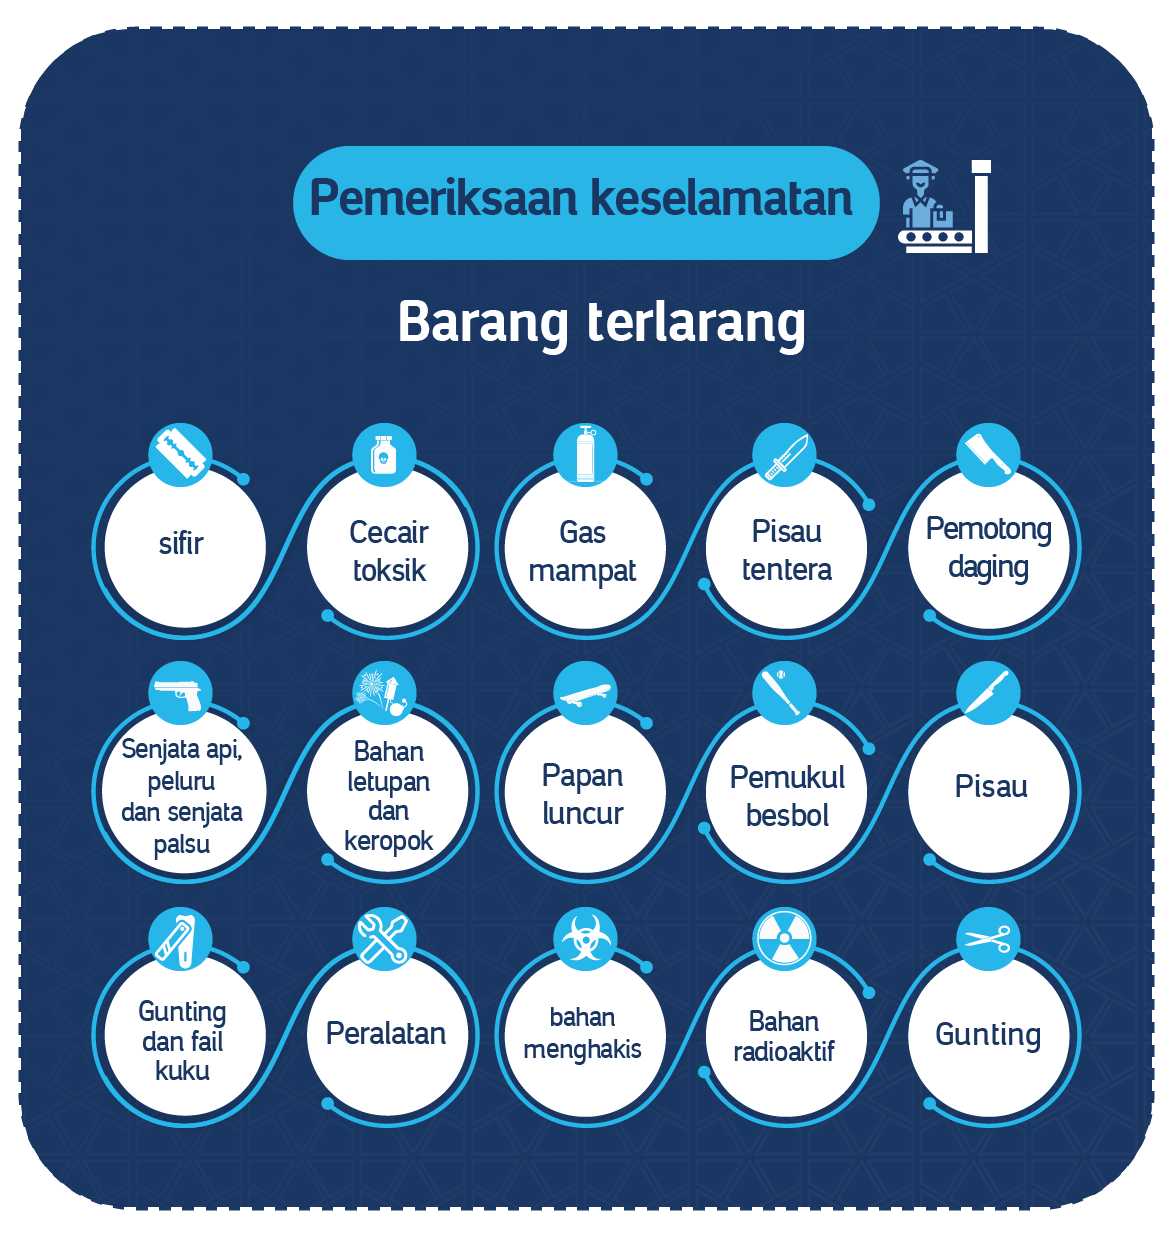 Pemeriksaan keselamatan
Barang terlarang
sifir
Cecair
toksik
Gas
mampat
Pisau
tentera
Pemotong
daging
Senjata api,
peluru
dan senjata
palsu
Bahan
letupan
dan
keropok
Papan
luncur
Pemukul
besbol
Pisau
Gunting
dan fail
kuku
Peralatan
bahan
menghakis
Bahan
radioaktif
Gunting